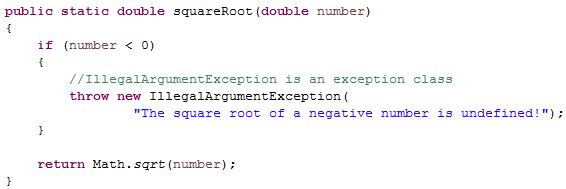 public static double squareRoot(double number)
{
    if (number < 0)
    {
        //IllegalArgumentException is an exception class
        throw new IllegalArgumentException(
                "The square root of a negative number is undefined!");
    }

    return Math.sqrt(number);
}